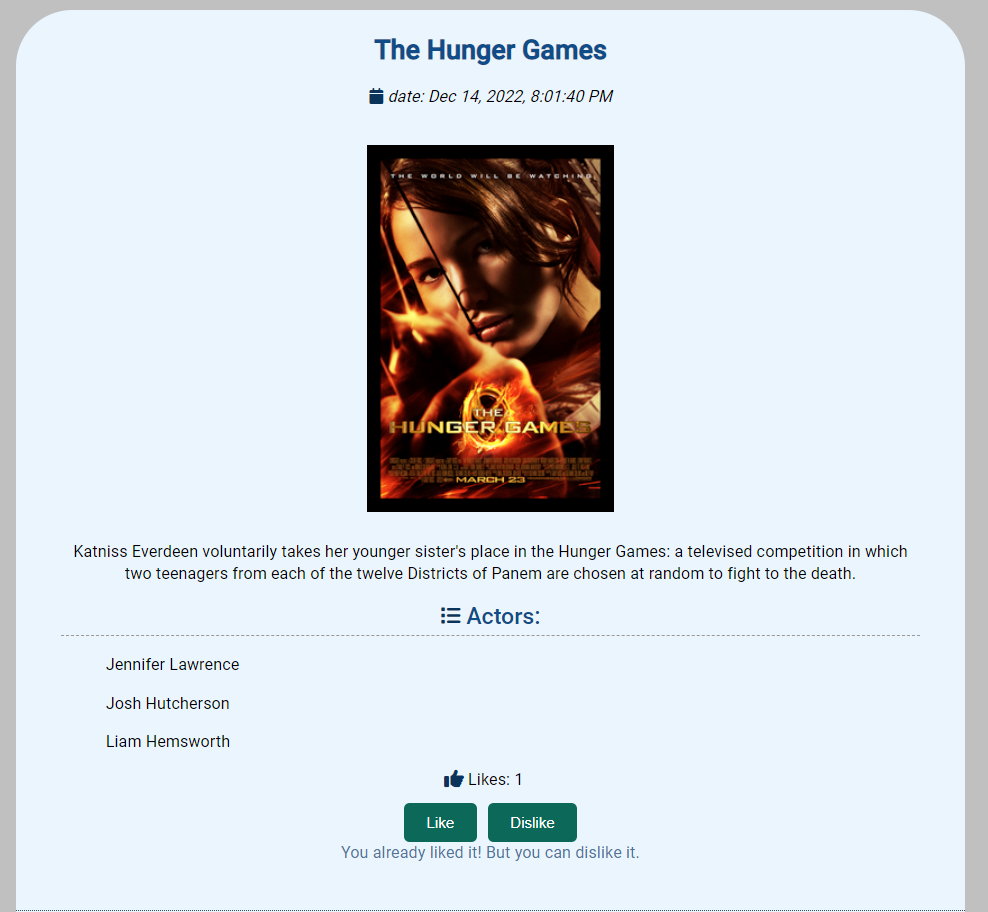 The Hunger Games
date: Dec 14, 2022, 8:01:40 PM
THE WORLD WILL BE WATCHING
THE
HUNGER GAMES
MARCH 23
Katniss Everdeen voluntarily takes her younger sister's place in the Hunger Games: a televised competition in which
two teenagers from each of the twelve Districts of Panem are chosen at random to fight to the death.
Actors:
Jennifer Lawrence
Josh Hutcherson
Liam Hemsworth
Likes: 1
Like Dislike
You already liked it! But you can dislike it.